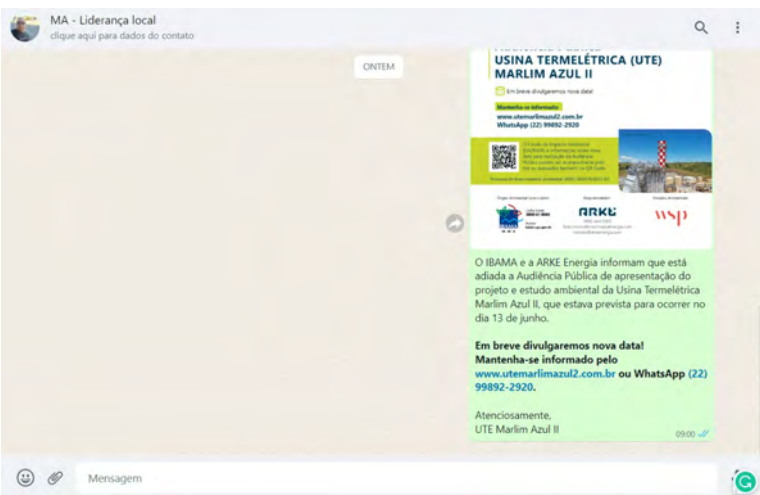 MA - Liderança local
clique aqui para dados do contato
ONTEM
USINA TERMELÉTRICA (UTE)
MARLIM AZUL II
Em breve divulgaremos nova data!
Mantenha-se informado:
www.utemarlimazul2.com.br
WhatsApp (22) 99892-2920
IBAMA
ARKE
wsp
O IBAMA e a ARKE Energia informam que está
adiada a Audiência Pública de apresentação do
projeto e estudo ambiental da Usina Termelétrica
Marlim Azul II, que estava prevista para ocorrer no
dia 13 de junho.
Em breve divulgaremos nova data!
Mantenha-se informado pelo
www.utemarlimazul2.com.br ou WhatsApp (22)
99892-2920.
Atenciosamente,
UTE Marlim Azul II
09:00
Mensagem